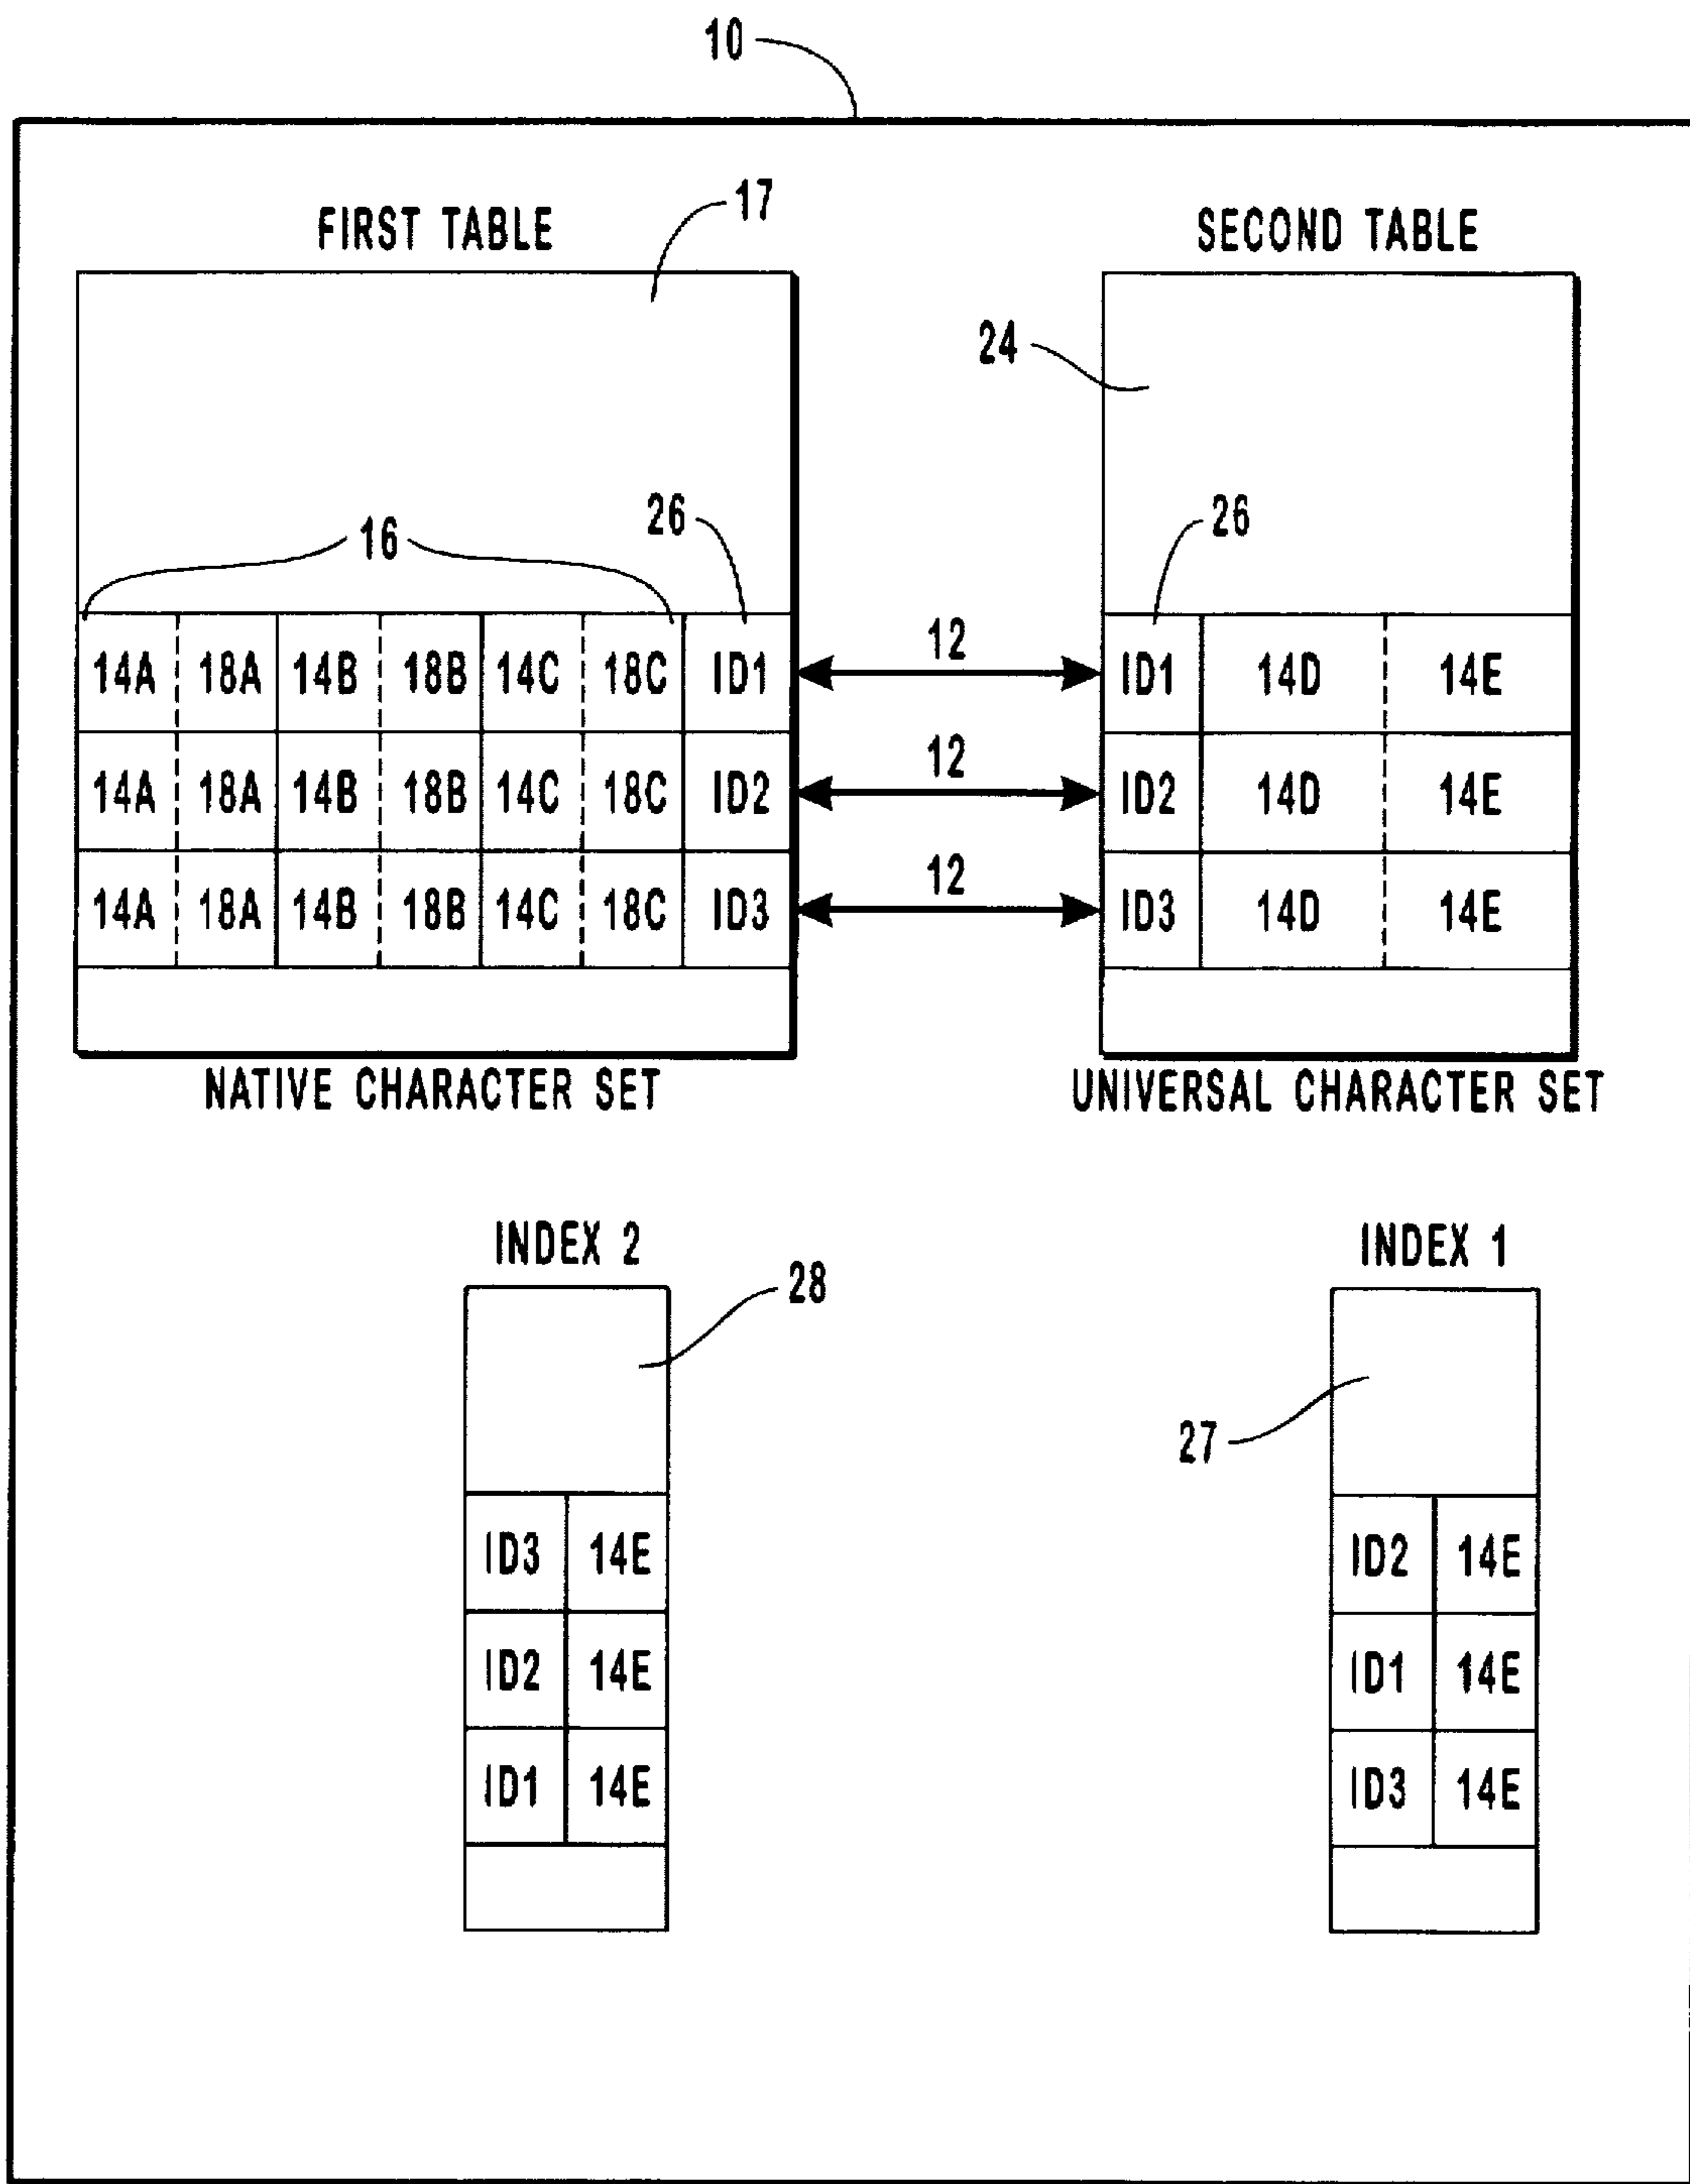 10
FIRST TABLE 17 SECOND TABLE
24
16 26 26
14A 18A 14B 18B 14C 18C ID1 12 ID1 14D 14E
14A 18A 14B 18B 14C 18C ID2 12 ID2 14D 14E
14A 18A 14B 18B 14C 18C ID3 12 ID3 14D 14E
NATIVE CHARACTER SET UNIVERSAL CHARACTER SET
INDEX 2 INDEX 1
28
27
ID3 14E ID2 14E
ID2 14E ID1 14E
ID1 14E ID3 14E